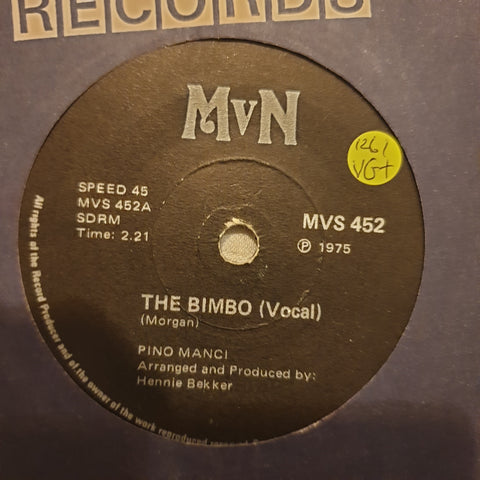 RECORDS
MvN
1261
VG+
SPEED 45
MVS 452A
SDRM
Time: 2.21
MVS 452
Ⓟ 1975
THE BIMBO (Vocal)
(Morgan)
PINO MANCI
Arranged and Produced by:
Hennie Bekker
All rights of the Record Producer and of the owner of the work reproduced reserved